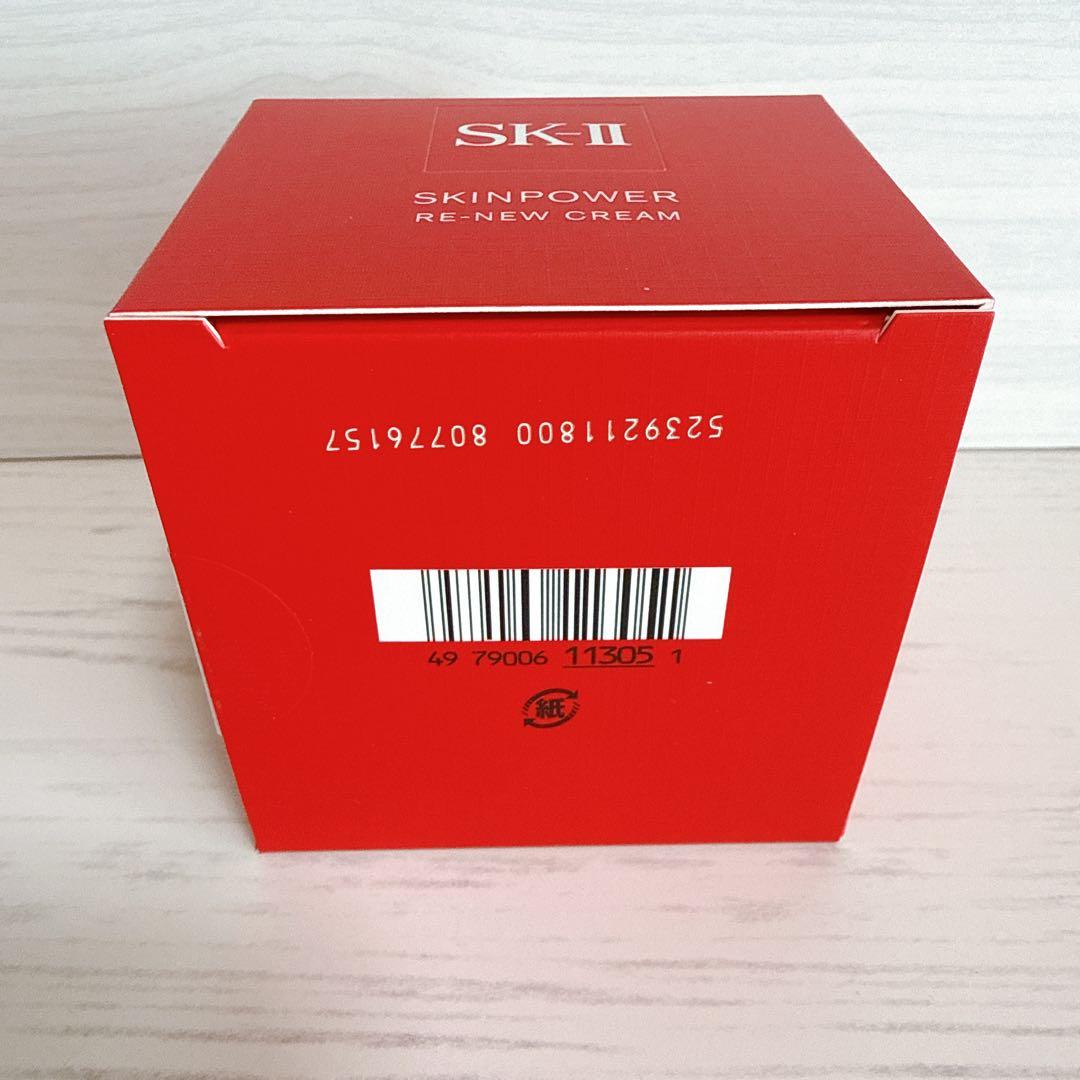 SK-II
SKINPOWER
RE-NEW CREAM
5239211800 80776157
49 79006 11305 1
紙